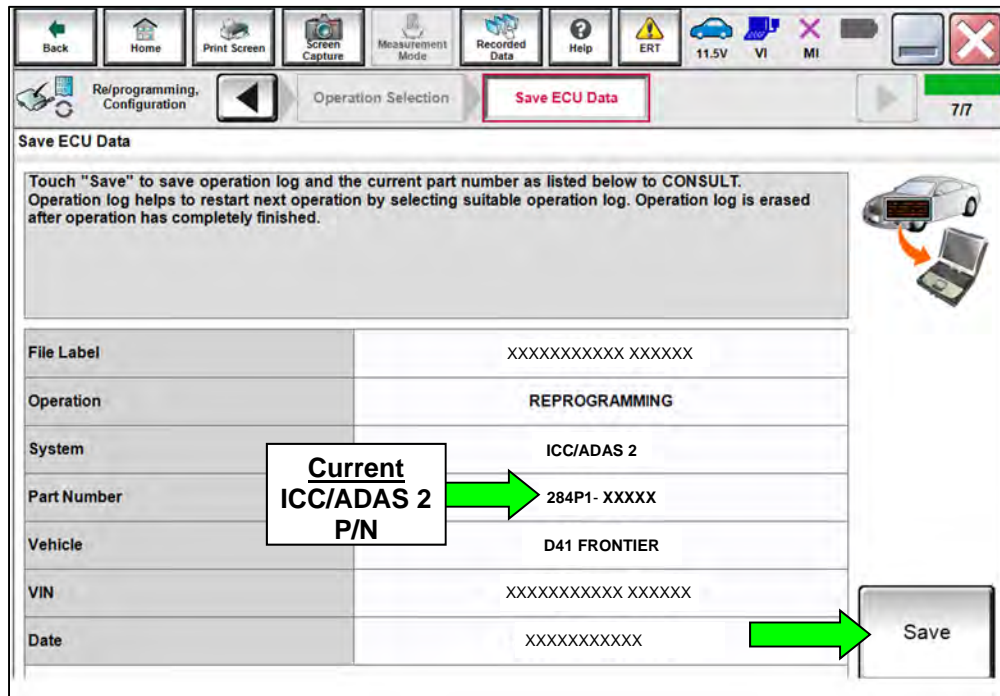 Back
Home
Print Screen
Screen Capture
Measurement Mode
Recorded Data
Help
ERT
11.5V
VI
MI
Re/programming, Configuration
Operation Selection
Save ECU Data
7/7
Save ECU Data
Touch "Save" to save operation log and the current part number as listed below to CONSULT.
Operation log helps to restart next operation by selecting suitable operation log. Operation log is erased
after operation has completely finished.
File Label
XXXXXXXXXXX XXXXXX
Operation
REPROGRAMMING
System
ICC/ADAS 2
Current
ICC/ADAS 2
P/N
Part Number
284P1- XXXXX
Vehicle
D41 FRONTIER
VIN
XXXXXXXXXXX XXXXXX
Date
XXXXXXXXXXX
Save